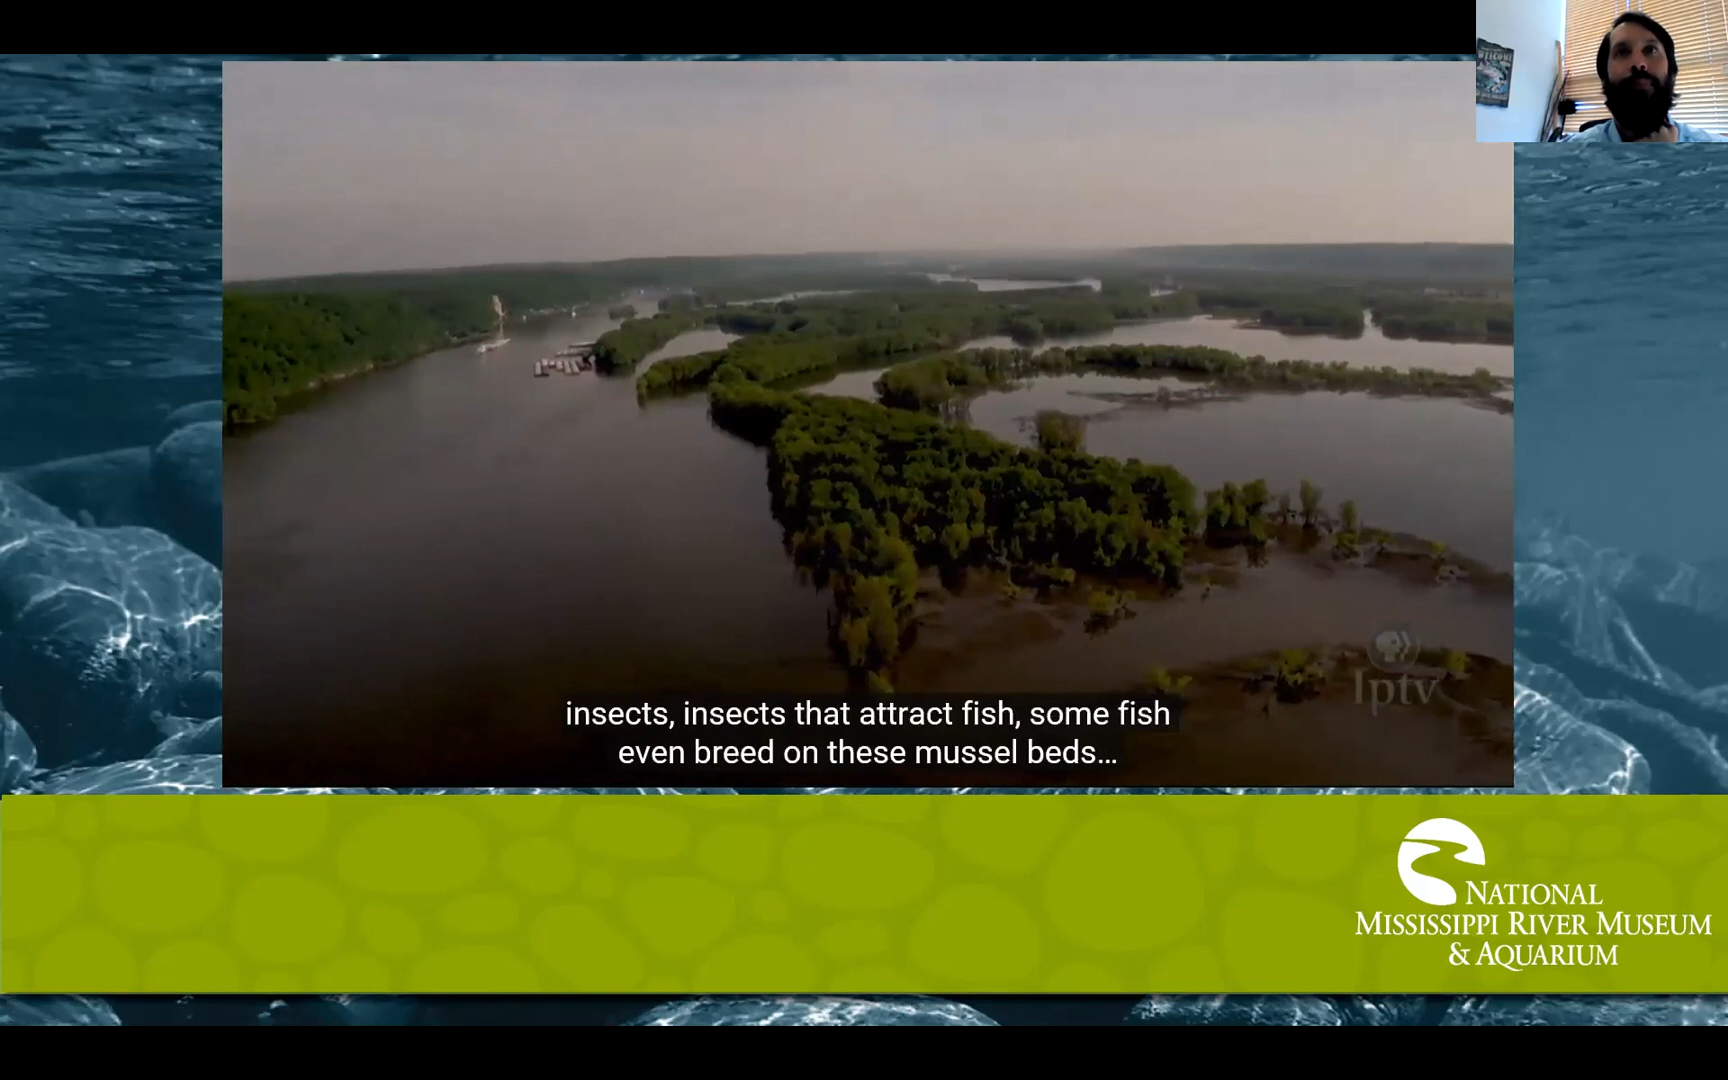 WELCOME
Iptv
insects, insects that attract fish, some fish
even breed on these mussel beds...
NATIONAL
MISSISSIPPI RIVER MUSEUM
& AQUARIUM